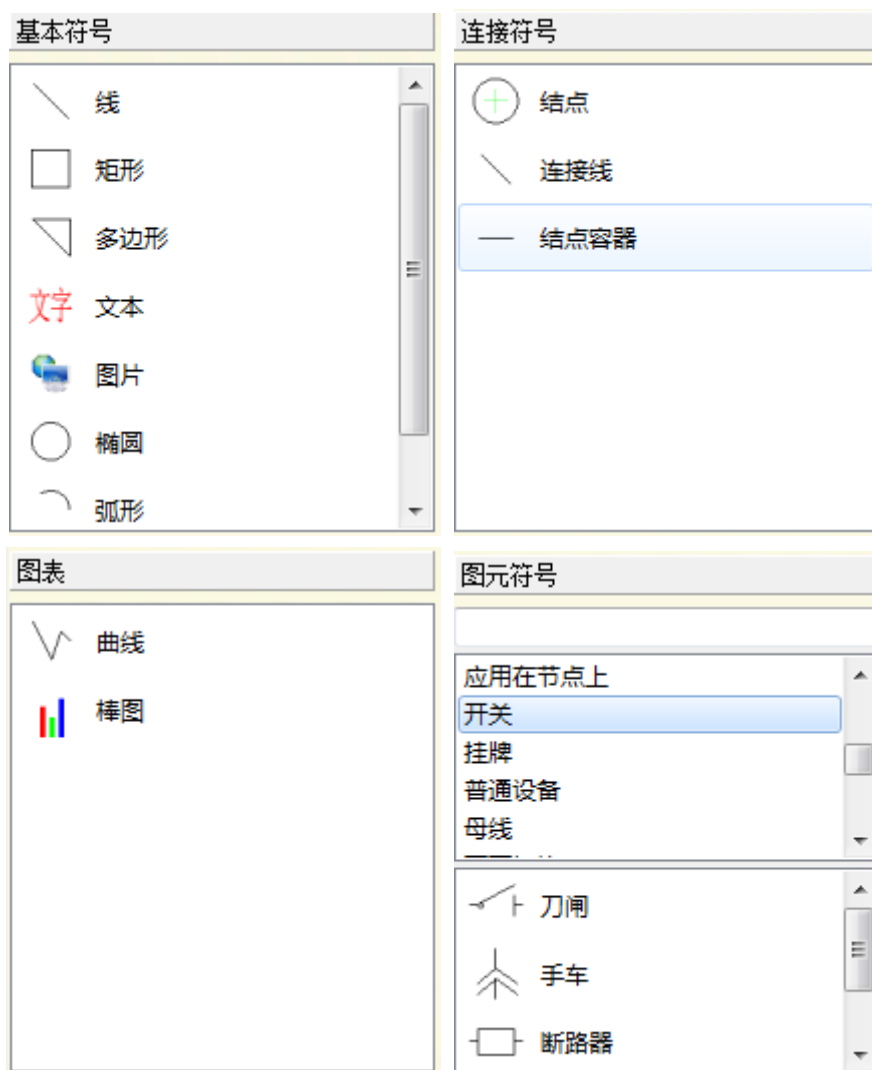 基本符号
线
矩形
多边形
文字 文本
图片
椭圆
弧形
连接符号
结点
连接线
结点容器
图表
曲线
棒图
图元符号
应用在节点上
开关
挂牌
普通设备
母线
刀闸
手车
断路器